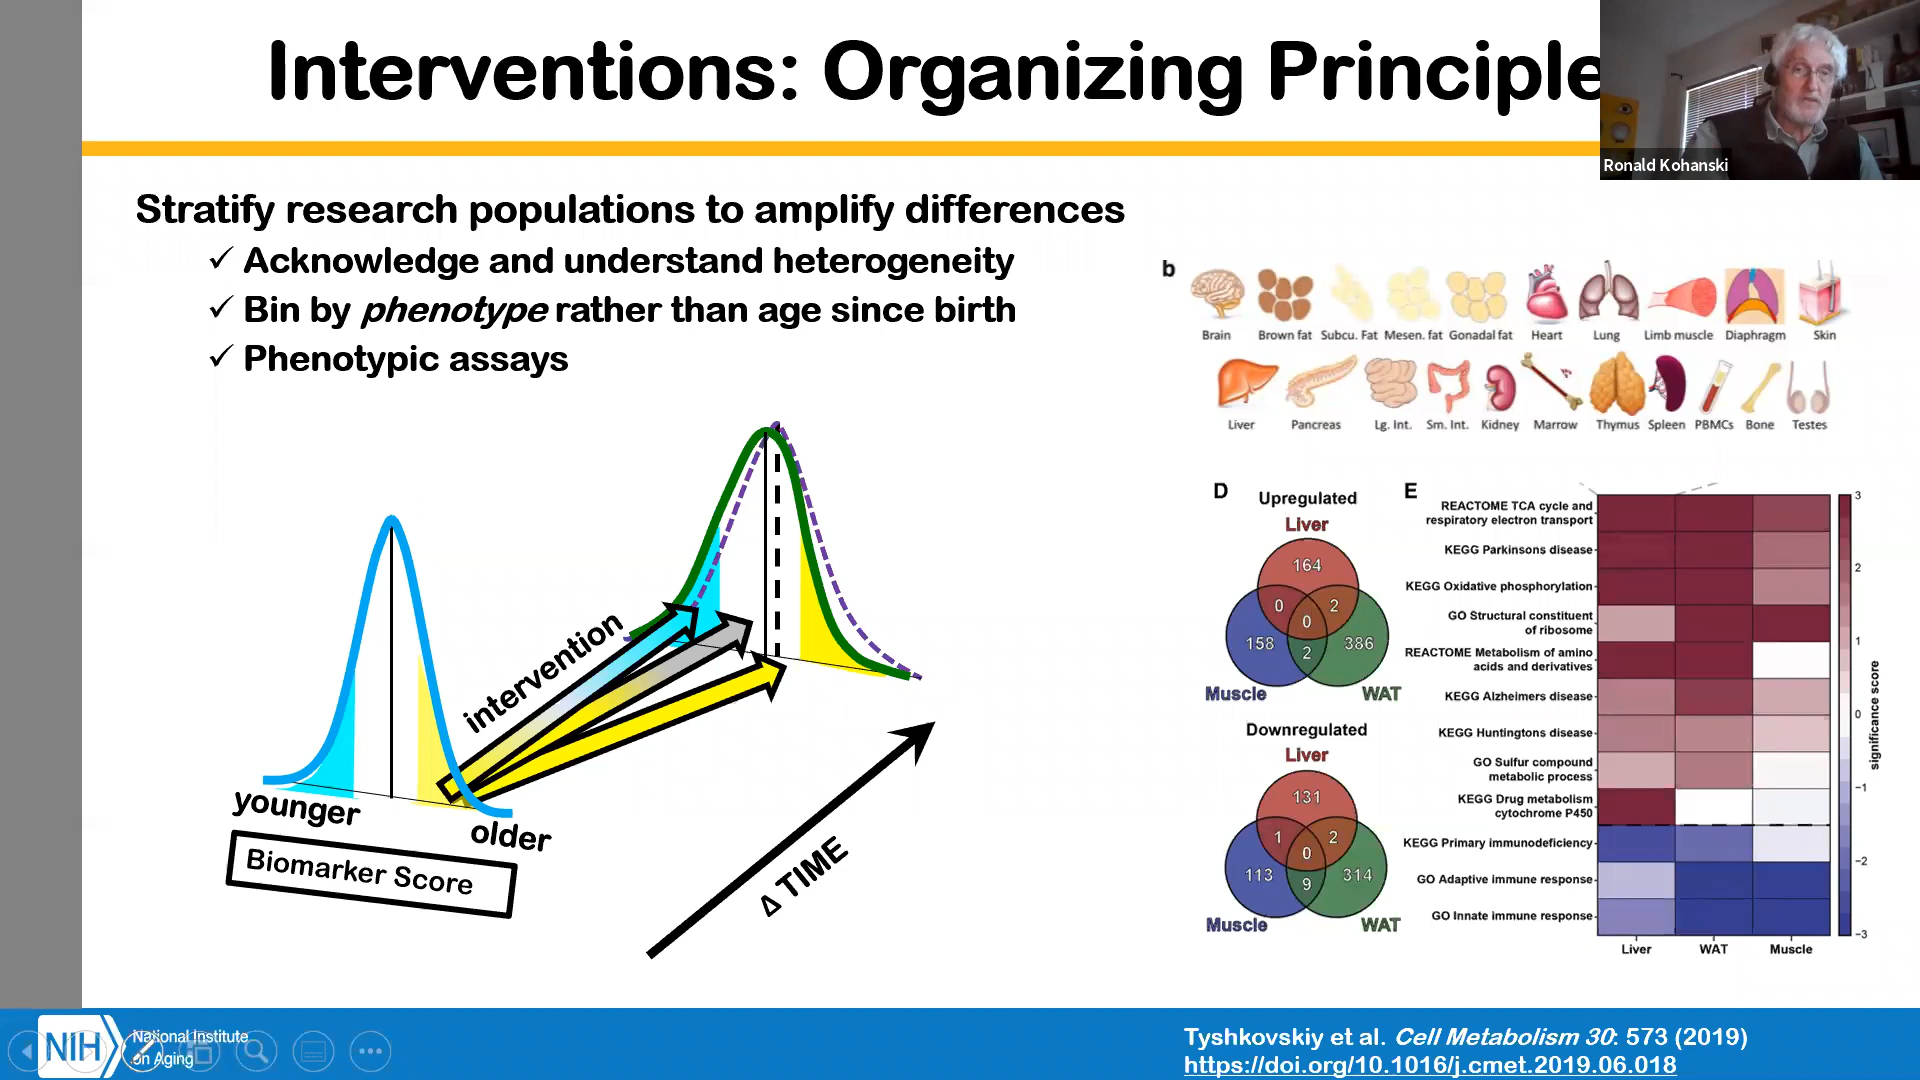 Interventions: Organizing Principle
Ronald Kohanski
Stratify research populations to amplify differences
✓ Acknowledge and understand heterogeneity
✓ Bin by phenotype rather than age since birth
✓ Phenotypic assays
intervention
younger
older
Biomarker Score
Δ TIME
b
Brain Brown fat Subcu. Fat Mesen. fat Gonadal fat Heart Lung Limb muscle Diaphragm Skin
Liver Pancreas Lg. Int. Sm. Int. Kidney Marrow Thymus Spleen PBMCs Bone Testes
D
Upregulated
Liver
164
0 2
0
158 386
2
Muscle WAT
Downregulated
Liver
131
1 2
0
113 314
9
Muscle WAT
E
REACTOME TCA cycle and
respiratory electron transport
KEGG Parkinsons disease
KEGG Oxidative phosphorylation
GO Structural constituent
of ribosome
REACTOME Metabolism of amino
acids and derivatives
KEGG Alzheimers disease
KEGG Huntingtons disease
GO Sulfur compound
metabolic process
KEGG Drug metabolism
cytochrome P450
KEGG Primary immunodeficiency
GO Adaptive immune response
GO Innate immune response
Liver WAT Muscle
3
2
1
0
−1
−2
−3
significance score
NIH
National Institute
on Aging
Tyshkovskiy et al. Cell Metabolism 30: 573 (2019)
https://doi.org/10.1016/j.cmet.2019.06.018